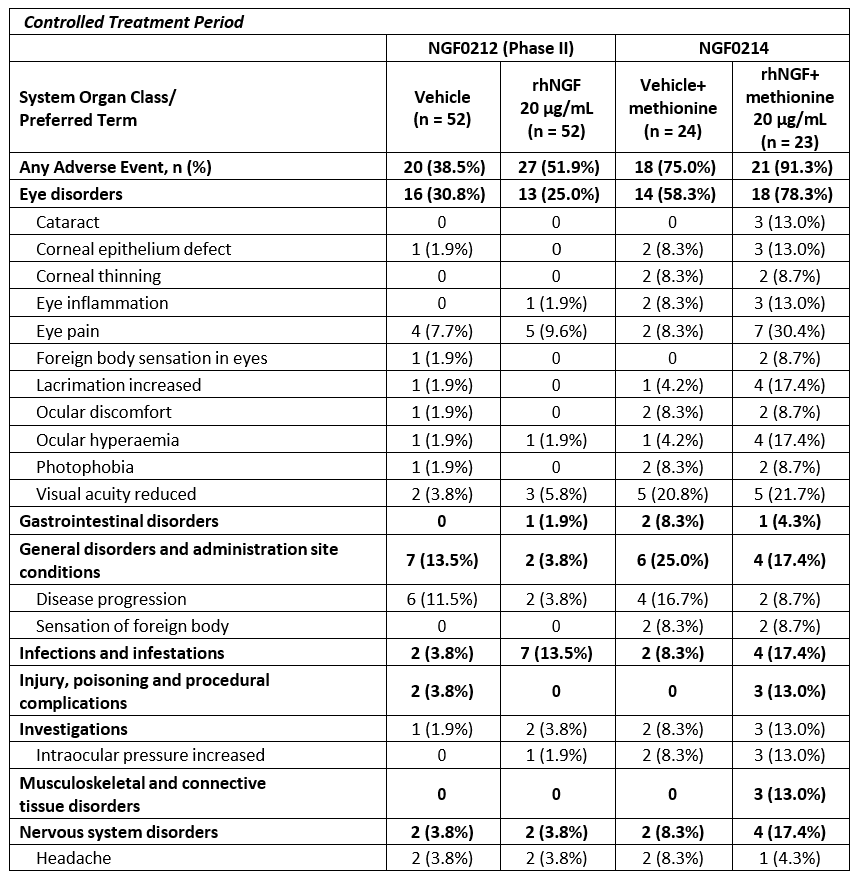 Controlled Treatment Period
NGF0212 (Phase II) NGF0214
System Organ Class/
Preferred Term
Vehicle
(n = 52)
rhNGF
20 µg/mL
(n = 52)
Vehicle+
methionine
(n = 24)
rhNGF+
methionine
20 µg/mL
(n = 23)
Any Adverse Event, n (%) 20 (38.5%) 27 (51.9%) 18 (75.0%) 21 (91.3%)
Eye disorders 16 (30.8%) 13 (25.0%) 14 (58.3%) 18 (78.3%)
Cataract 0 0 0 3 (13.0%)
Corneal epithelium defect 1 (1.9%) 0 2 (8.3%) 3 (13.0%)
Corneal thinning 0 0 2 (8.3%) 2 (8.7%)
Eye inflammation 0 1 (1.9%) 2 (8.3%) 3 (13.0%)
Eye pain 4 (7.7%) 5 (9.6%) 2 (8.3%) 7 (30.4%)
Foreign body sensation in eyes 1 (1.9%) 0 0 2 (8.7%)
Lacrimation increased 1 (1.9%) 0 1 (4.2%) 4 (17.4%)
Ocular discomfort 1 (1.9%) 0 2 (8.3%) 2 (8.7%)
Ocular hyperaemia 1 (1.9%) 1 (1.9%) 1 (4.2%) 4 (17.4%)
Photophobia 1 (1.9%) 0 2 (8.3%) 2 (8.7%)
Visual acuity reduced 2 (3.8%) 3 (5.8%) 5 (20.8%) 5 (21.7%)
Gastrointestinal disorders 0 1 (1.9%) 2 (8.3%) 1 (4.3%)
General disorders and administration site
conditions 7 (13.5%) 2 (3.8%) 6 (25.0%) 4 (17.4%)
Disease progression 6 (11.5%) 2 (3.8%) 4 (16.7%) 2 (8.7%)
Sensation of foreign body 0 0 2 (8.3%) 2 (8.7%)
Infections and infestations 2 (3.8%) 7 (13.5%) 2 (8.3%) 4 (17.4%)
Injury, poisoning and procedural
complications 2 (3.8%) 0 0 3 (13.0%)
Investigations 1 (1.9%) 2 (3.8%) 2 (8.3%) 3 (13.0%)
Intraocular pressure increased 0 1 (1.9%) 2 (8.3%) 3 (13.0%)
Musculoskeletal and connective
tissue disorders 0 0 0 3 (13.0%)
Nervous system disorders 2 (3.8%) 2 (3.8%) 2 (8.3%) 4 (17.4%)
Headache 2 (3.8%) 2 (3.8%) 2 (8.3%) 1 (4.3%)